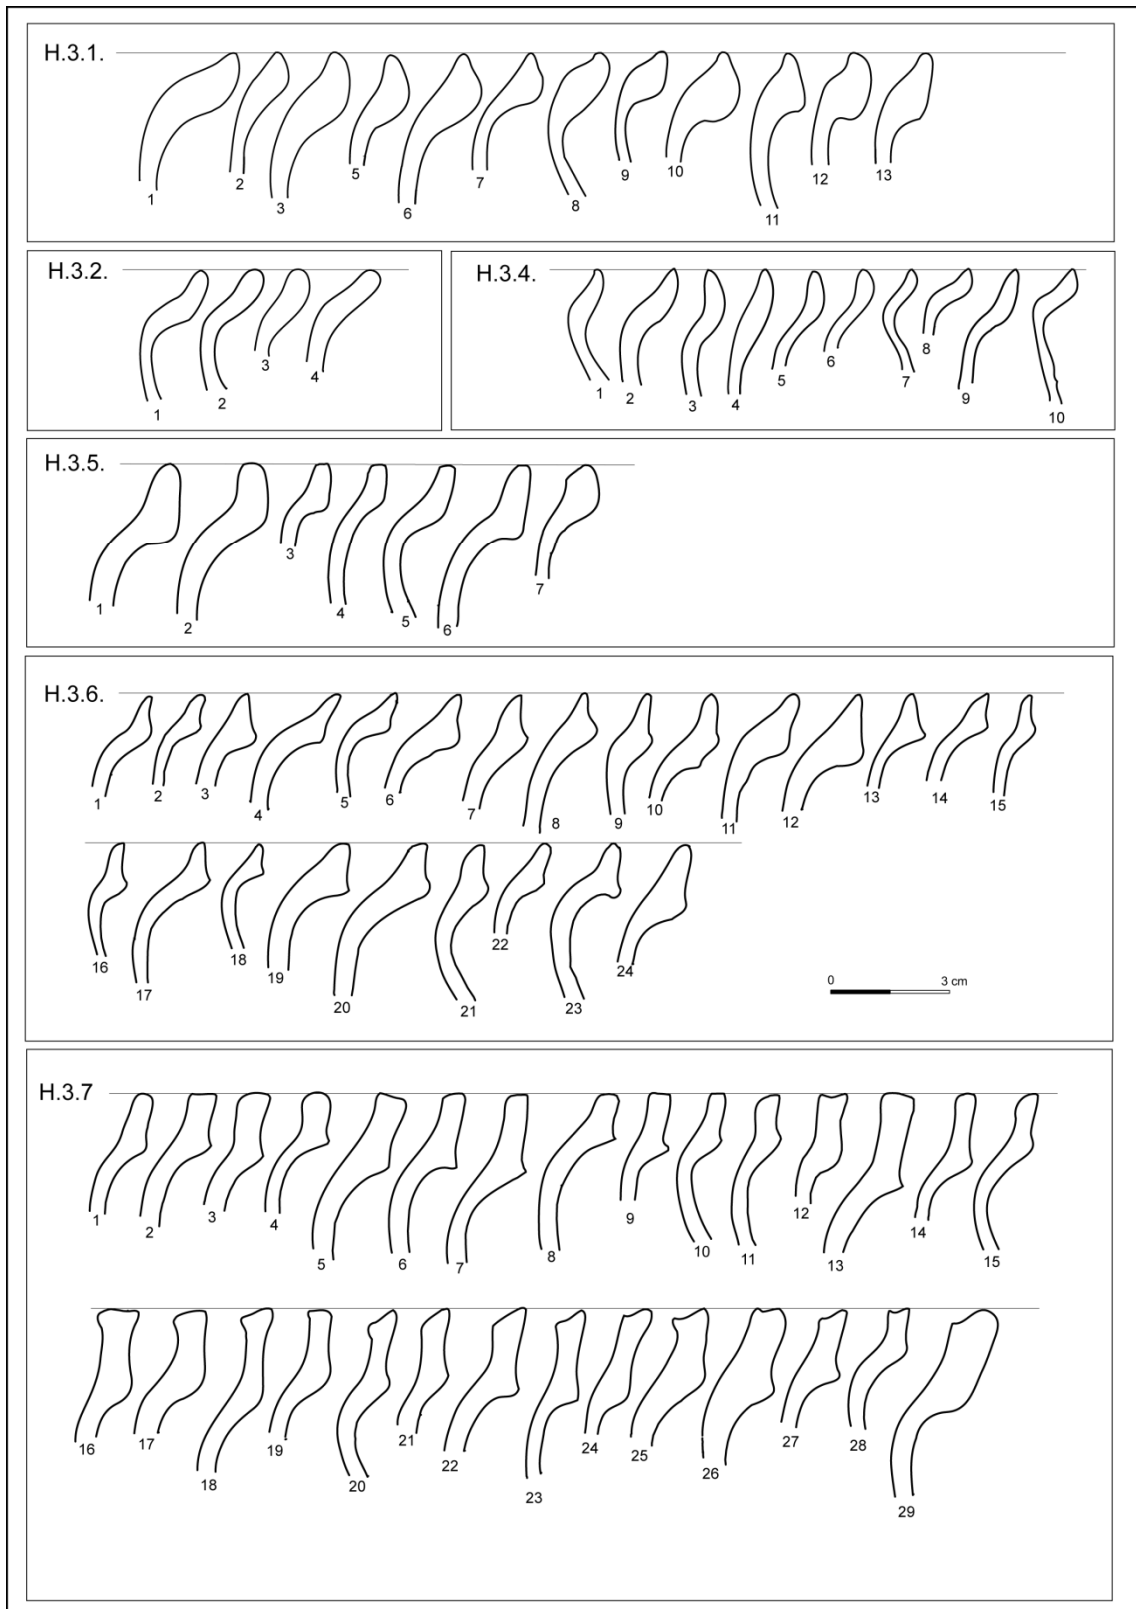 H.3.1.
1 2 3 5 6 7 8 9 10 11 12 13
H.3.2.
1 2 3 4
H.3.4.
1 2 3 4 5 6 7 8 9 10
H.3.5.
1 2 3 4 5 6 7
H.3.6.
1 2 3 4 5 6 7 8 9 10 11 12 13 14 15
16 17 18 19 20 21 22 23 24
0 3 cm
H.3.7
1 2 3 4 5 6 7 8 9 10 11 12 13 14 15
16 17 18 19 20 21 22 23 24 25 26 27 28 29